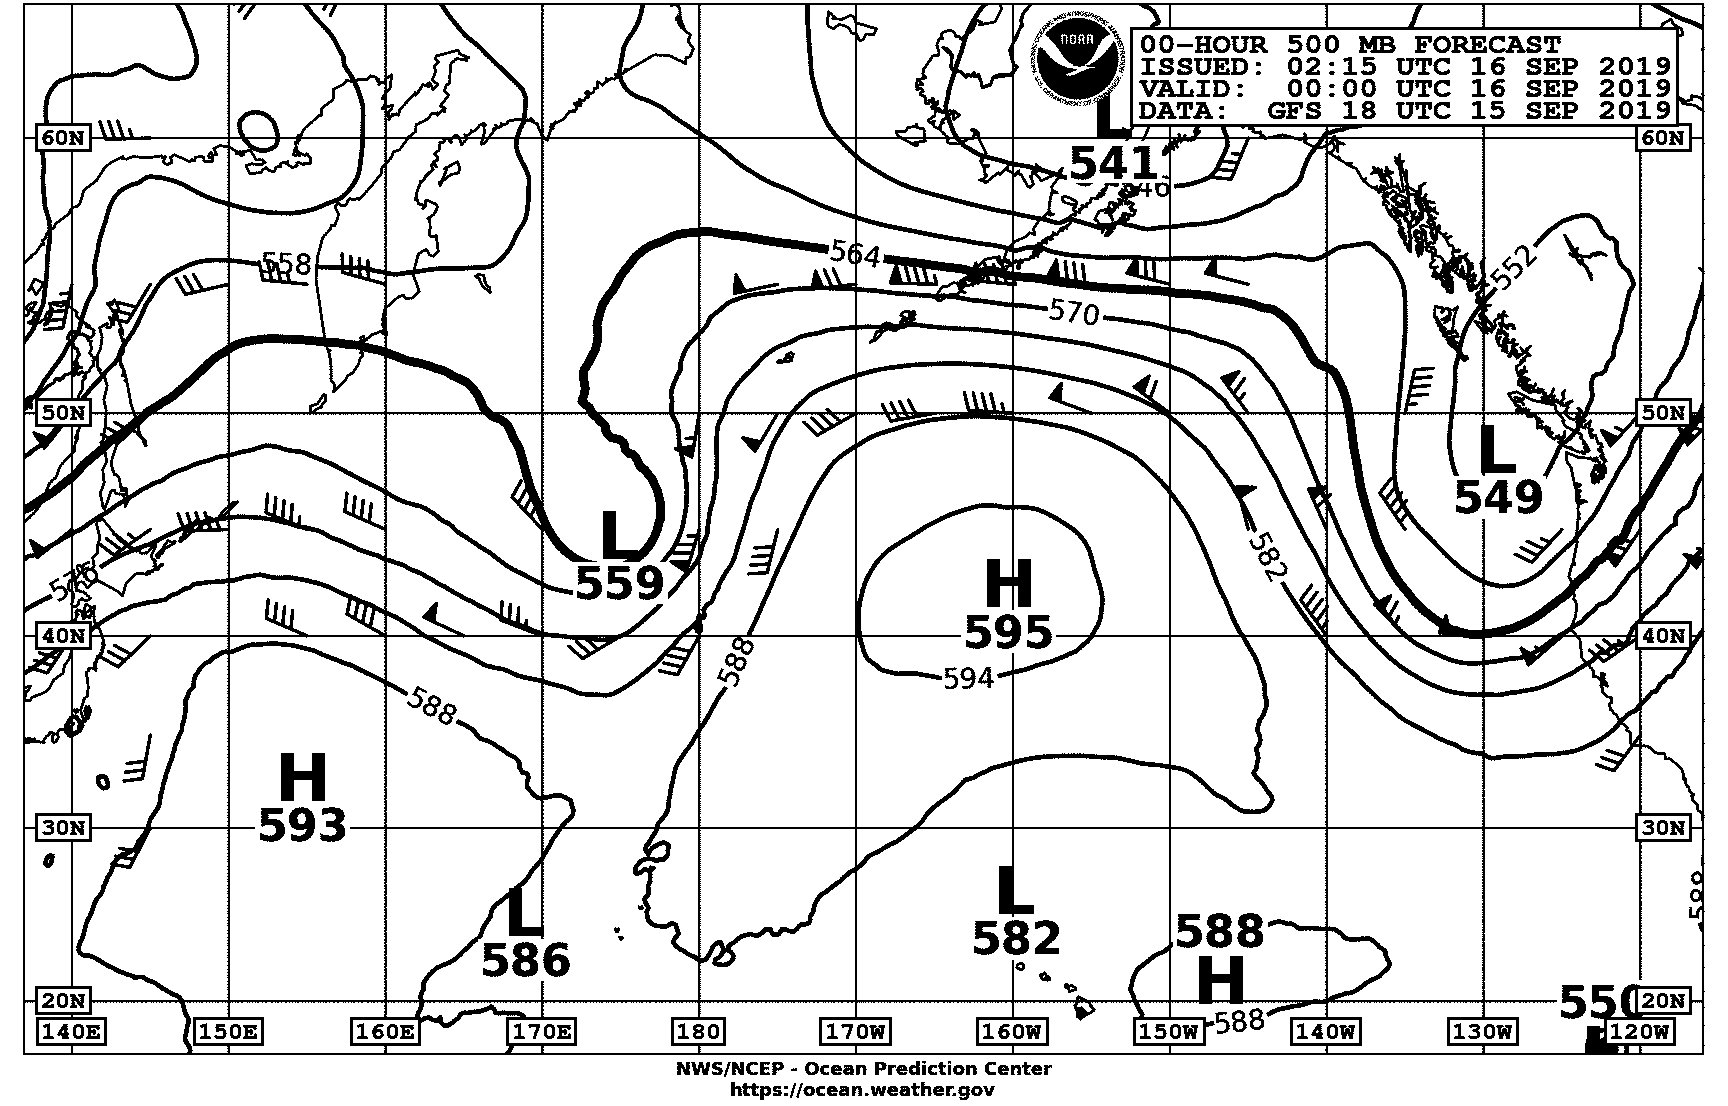 NOAA
00-HOUR 500 MB FORECAST
ISSUED: 02:15 UTC 16 SEP 2019
VALID: 00:00 UTC 16 SEP 2019
DATA: GFS 18 UTC 15 SEP 2019
60N
L
60N
541
546
558
564
552
570
50N
50N
L
549
L
582
576
559
H
595
40N
40N
588
594
588
H
593
30N
30N
L
L
588
586
582
588
H
20N
550
20N
588
140E 150E 160E 170E 180 170W 160W 150W 140W 130W L 120W
NWS/NCEP - Ocean Prediction Center
https://ocean.weather.gov